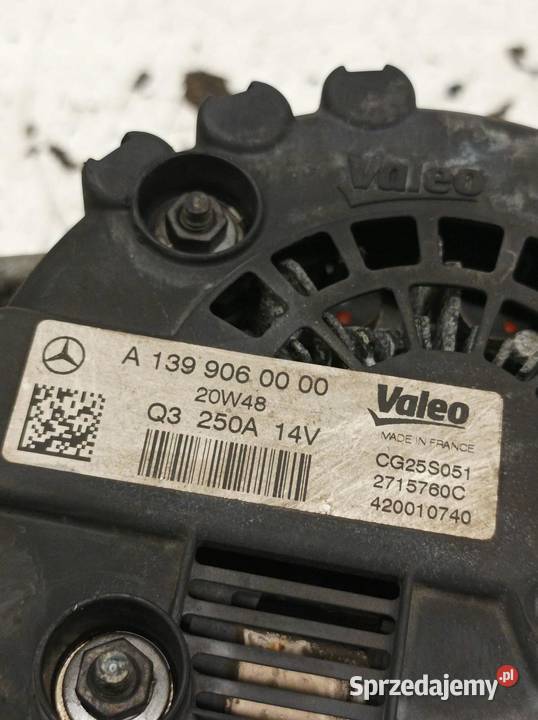 Valeo
A 139 906 00 00
20W48
Q3 250A 14V
Valeo
MADE IN FRANCE
CG25S051
2715760C
420010740
Sprzedajemy.pl